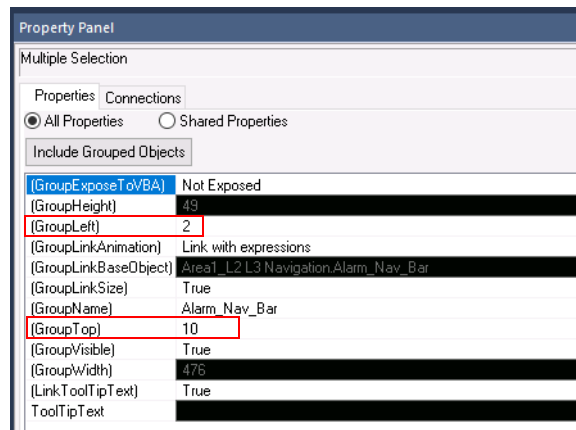 Property Panel
Multiple Selection
Properties Connections
All Properties Shared Properties
Include Grouped Objects
(GroupExposeToVBA) Not Exposed
(GroupHeight) 49
(GroupLeft) 2
(GroupLinkAnimation) Link with expressions
(GroupLinkBaseObject) Area1_L2 L3 Navigation.Alarm_Nav_Bar
(GroupLinkSize) True
(GroupName) Alarm_Nav_Bar
(GroupTop) 10
(GroupVisible) True
(GroupWidth) 476
(LinkToolTipText) True
ToolTipText